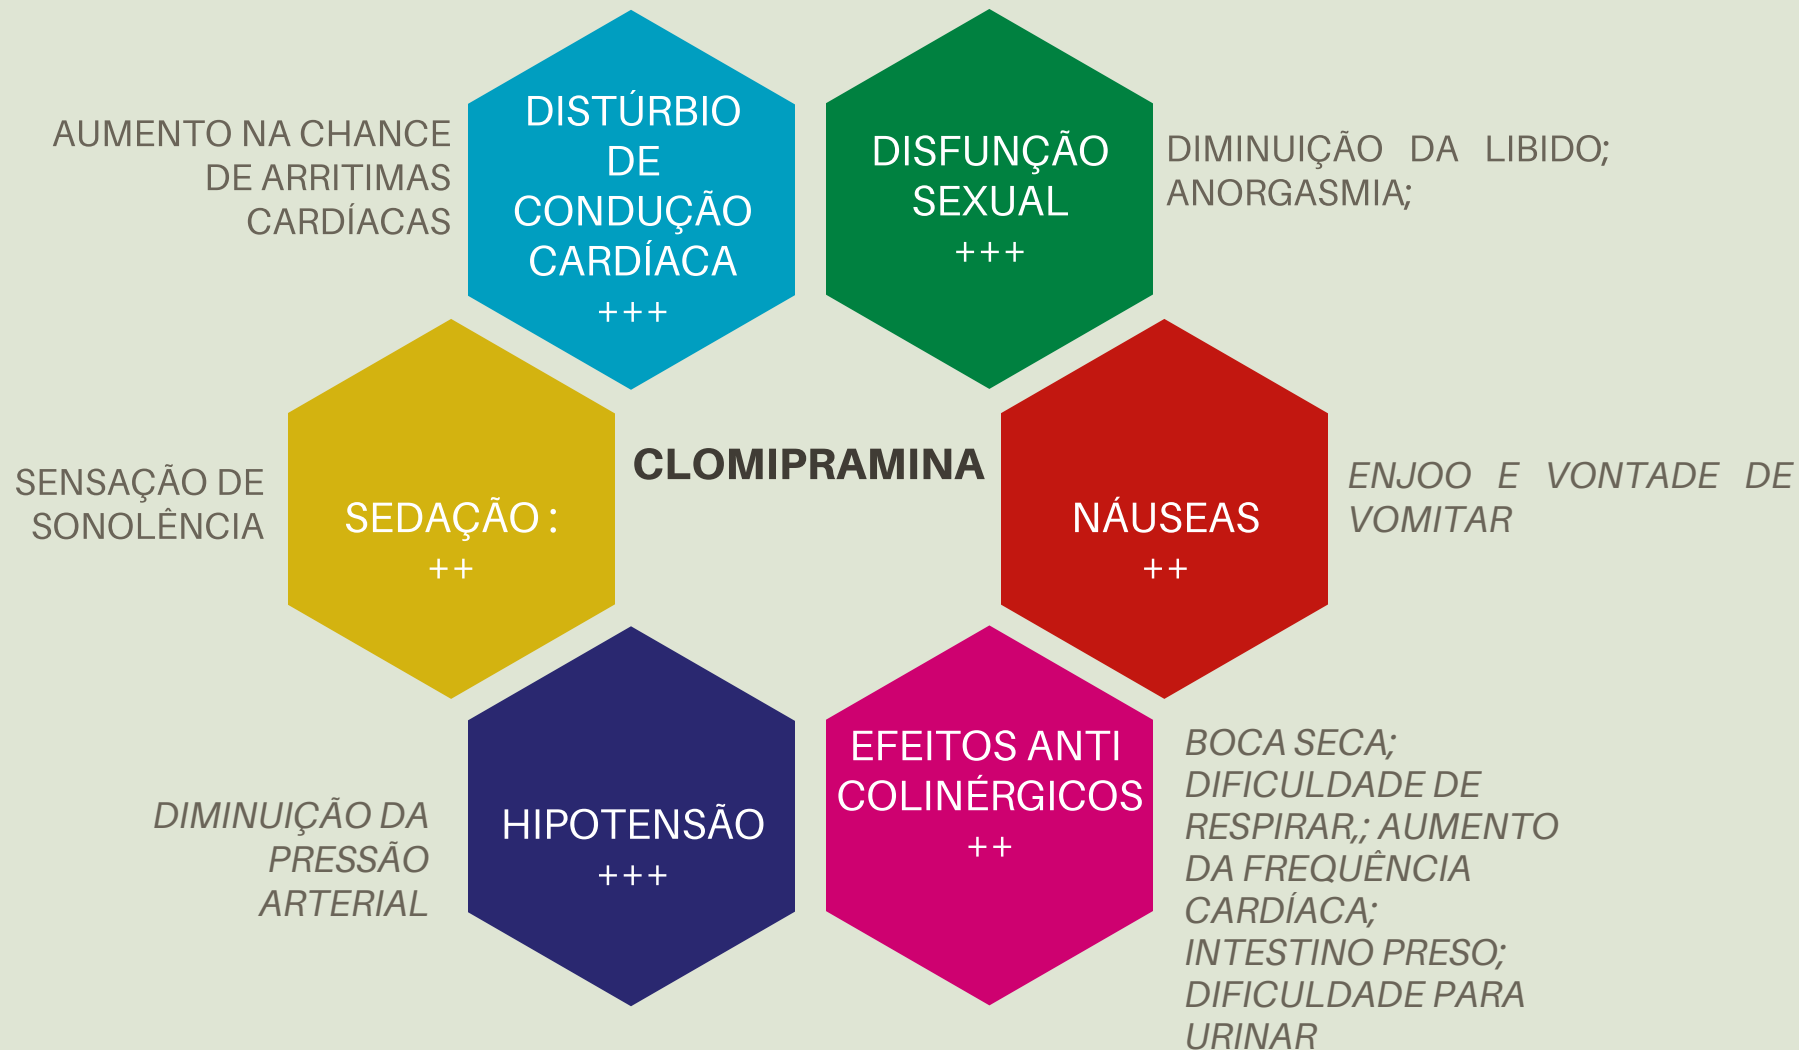 AUMENTO NA CHANCE
DE ARRITIMAS
CARDÍACAS
DISTÚRBIO
DE
CONDUÇÃO
CARDÍACA
+++
DISFUNÇÃO
SEXUAL
+++
DIMINUIÇÃO DA LIBIDO;
ANORGASMIA;
SENSAÇÃO DE
SONOLÊNCIA
SEDAÇÃO :
++
CLOMIPRAMINA
NÁUSEAS
++
ENJOO E VONTADE DE
VOMITAR
DIMINUIÇÃO DA
PRESSÃO
ARTERIAL
HIPOTENSÃO
+++
EFEITOS ANTI
COLINÉRGICOS
++
BOCA SECA;
DIFICULDADE DE
RESPIRAR,; AUMENTO
DA FREQUÊNCIA
CARDÍACA;
INTESTINO PRESO;
DIFICULDADE PARA
URINAR